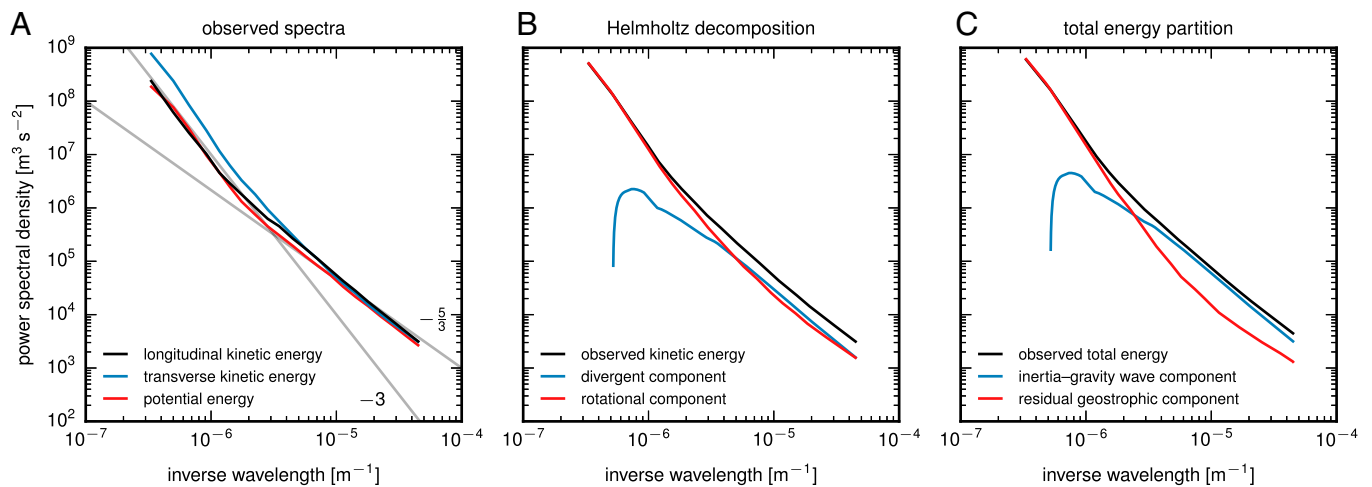 A
observed spectra
power spectral density [m³ s⁻²]
10⁹
10⁸
10⁷
10⁶
10⁵
10⁴
10³
10²
−5/3
−3
longitudinal kinetic energy
transverse kinetic energy
potential energy
10⁻⁷
10⁻⁶
10⁻⁵
10⁻⁴
inverse wavelength [m⁻¹]
B
Helmholtz decomposition
observed kinetic energy
divergent component
rotational component
10⁻⁷
10⁻⁶
10⁻⁵
10⁻⁴
inverse wavelength [m⁻¹]
C
total energy partition
observed total energy
inertia–gravity wave component
residual geostrophic component
10⁻⁷
10⁻⁶
10⁻⁵
10⁻⁴
inverse wavelength [m⁻¹]